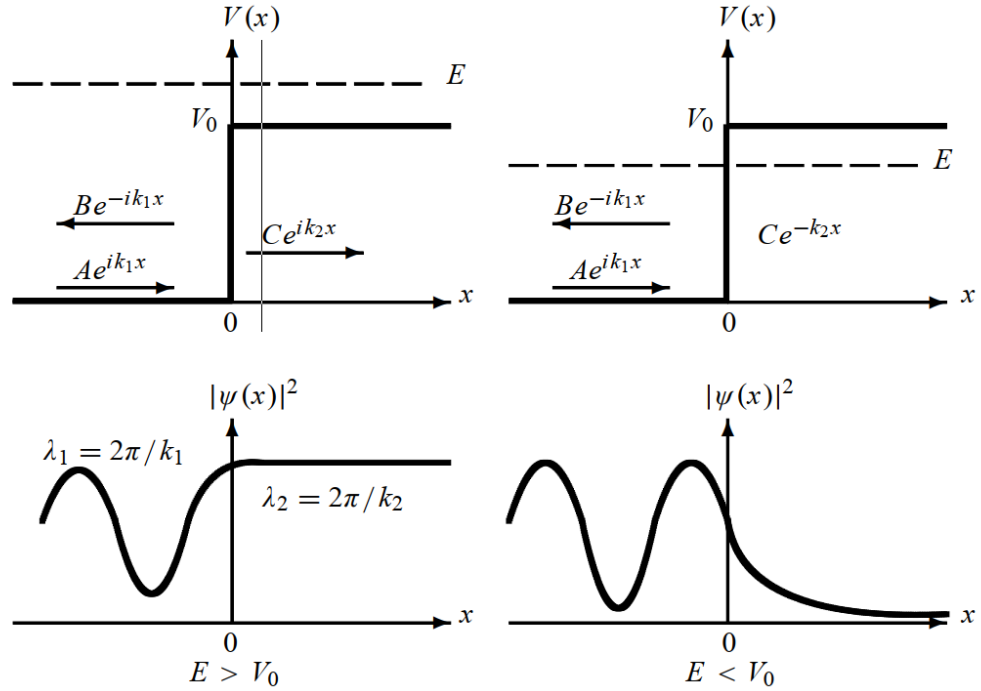 V(x)
E
V₀
Be^{-ik₁x}
Ce^{ik₂x}
Ae^{ik₁x}
x
0
V(x)
V₀
E
Be^{-ik₁x}
Ce^{-k₂x}
Ae^{ik₁x}
x
0
|ψ(x)|²
λ₁ = 2π/k₁
λ₂ = 2π/k₂
x
0
E > V₀
|ψ(x)|²
x
0
E < V₀